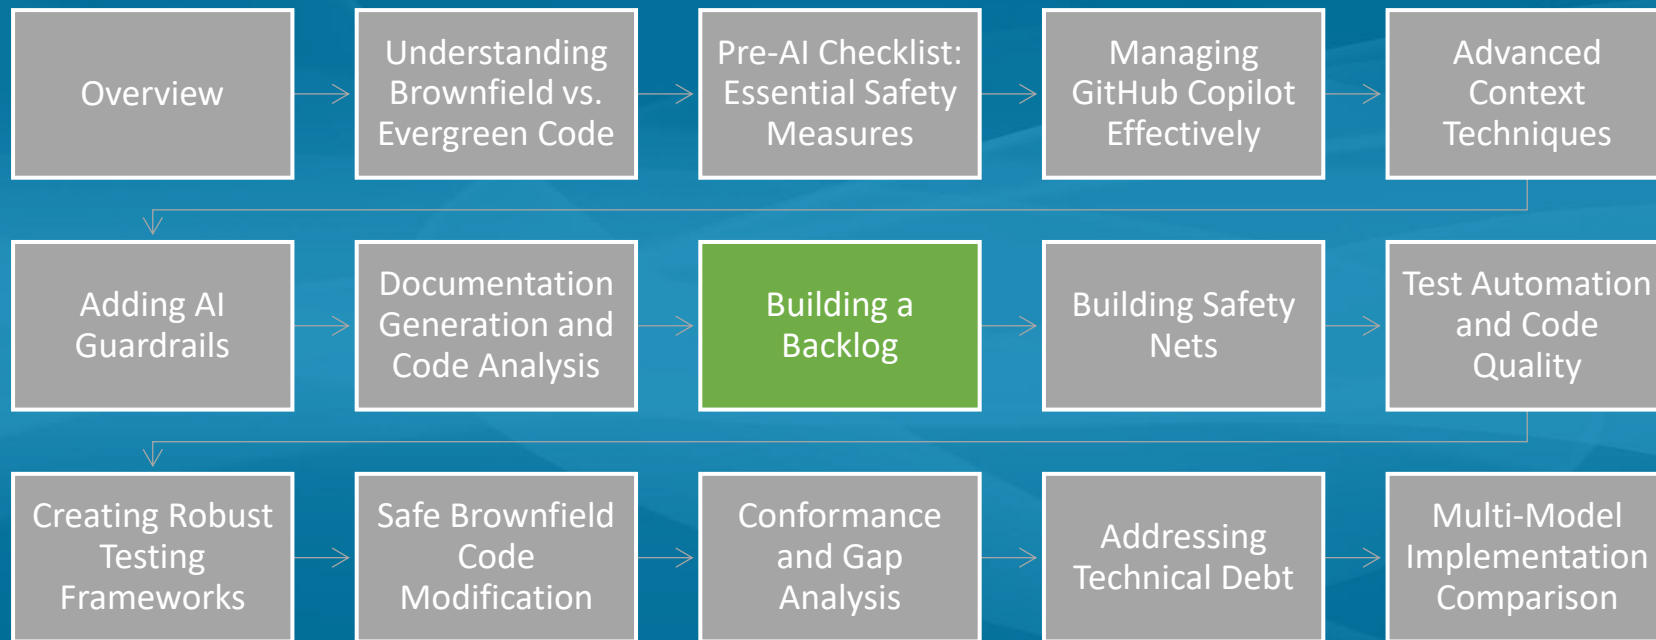 Overview
Understanding
Brownfield vs.
Evergreen Code
Pre-AI Checklist:
Essential Safety
Measures
Managing
GitHub Copilot
Effectively
Advanced
Context
Techniques
Adding AI
Guardrails
Documentation
Generation and
Code Analysis
Building a
Backlog
Building Safety
Nets
Test Automation
and Code
Quality
Creating Robust
Testing
Frameworks
Safe Brownfield
Code
Modification
Conformance
and Gap
Analysis
Addressing
Technical Debt
Multi-Model
Implementation
Comparison